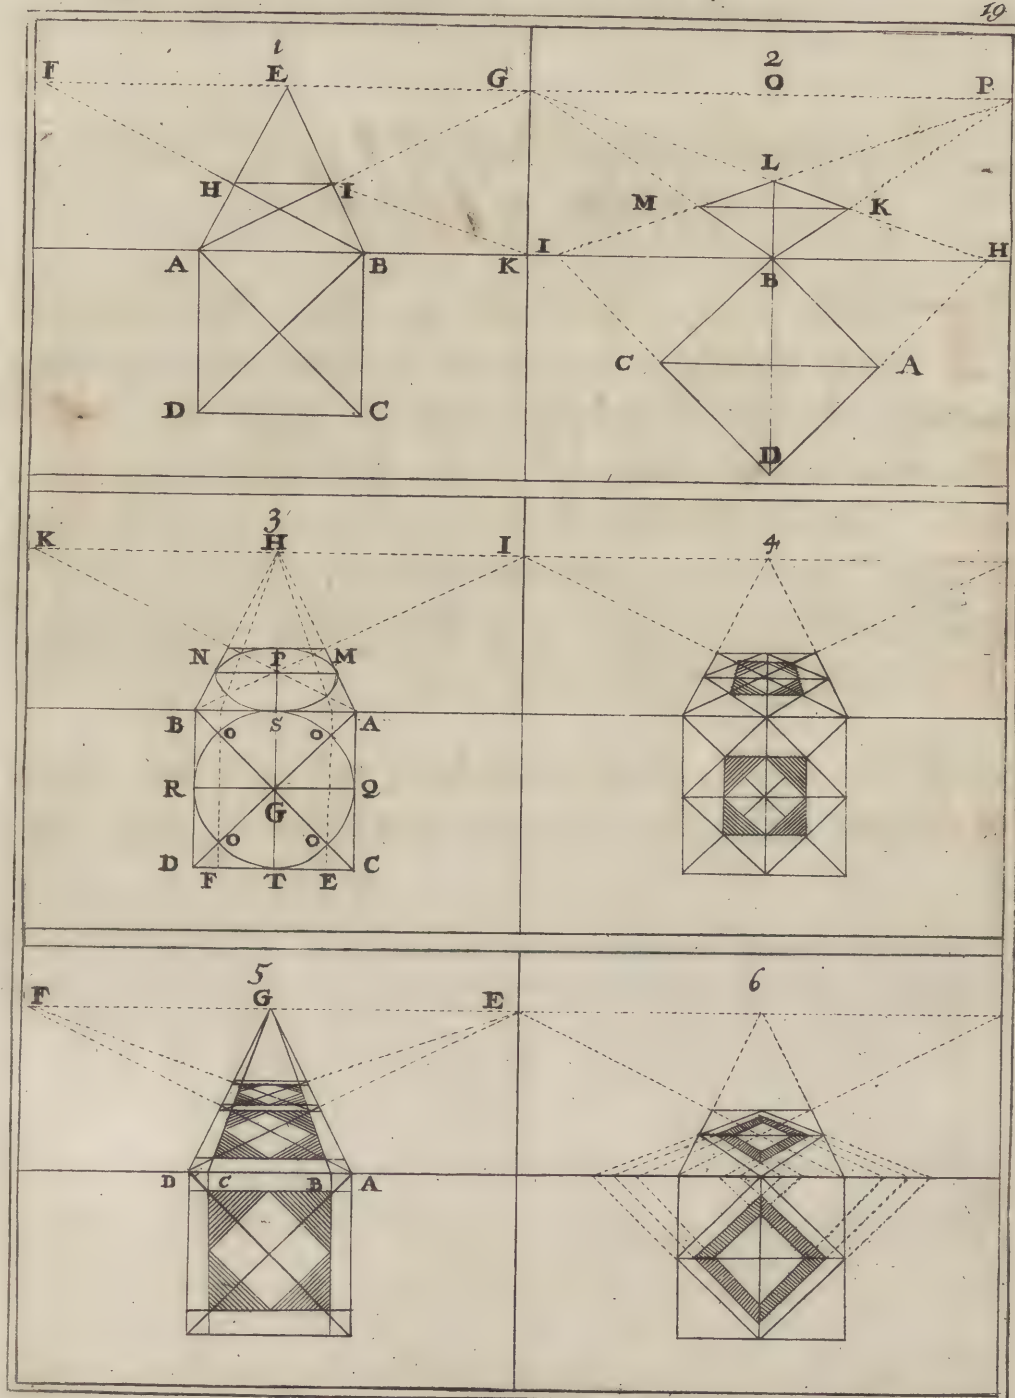 19
1
F E G
H I
A B K
D C
2
O P
L
M K
I H
B
C A
D
3
K H I
N P M
B S A
O O
R Q
G
O O
D C
F T E
4
5
F G E
D C B A
6